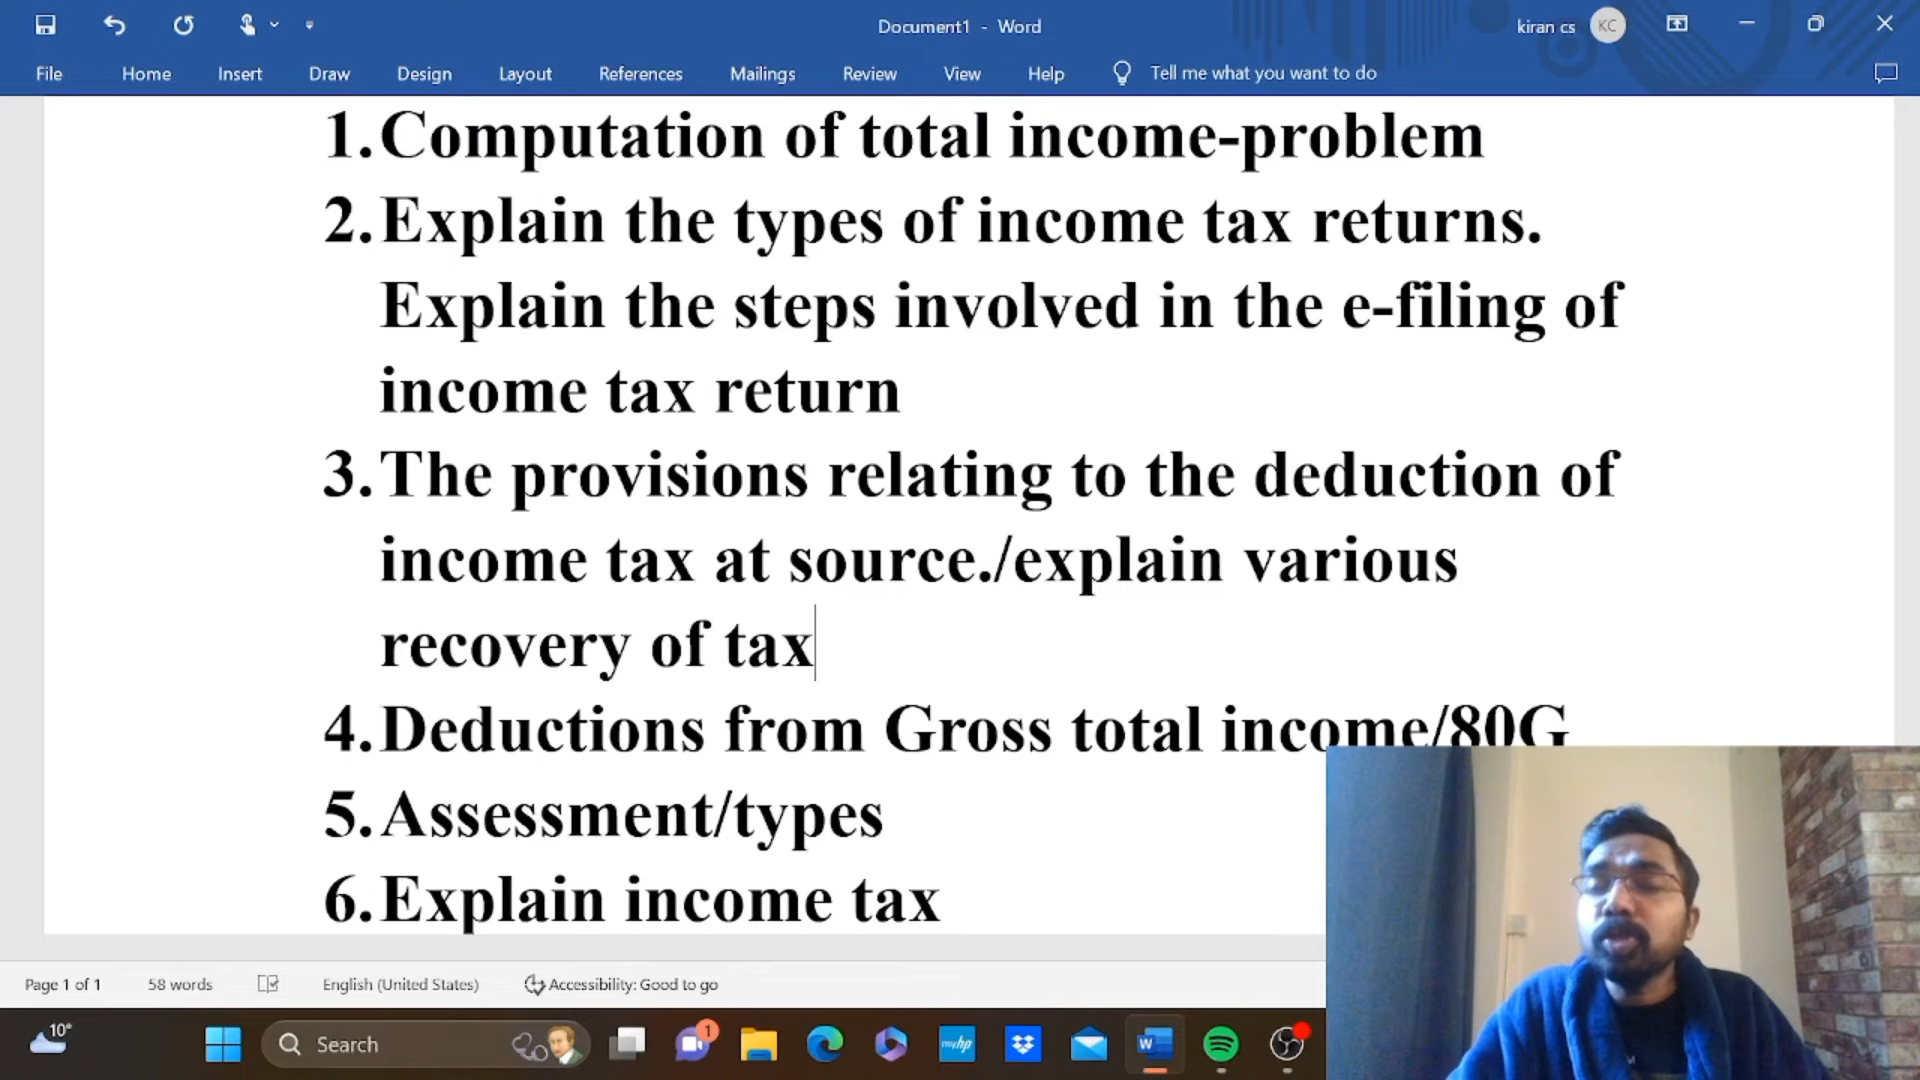 Document1 - Word
kiran cs
KC
File Home Insert Draw Design Layout References Mailings Review View Help Tell me what you want to do
1.Computation of total income-problem
2.Explain the types of income tax returns.
Explain the steps involved in the e-filing of
income tax return
3.The provisions relating to the deduction of
income tax at source./explain various
recovery of tax
4.Deductions from Gross total income/80G
5.Assessment/types
6.Explain income tax
Page 1 of 1 58 words English (United States) Accessibility: Good to go
10°
Search
1
myhp
W